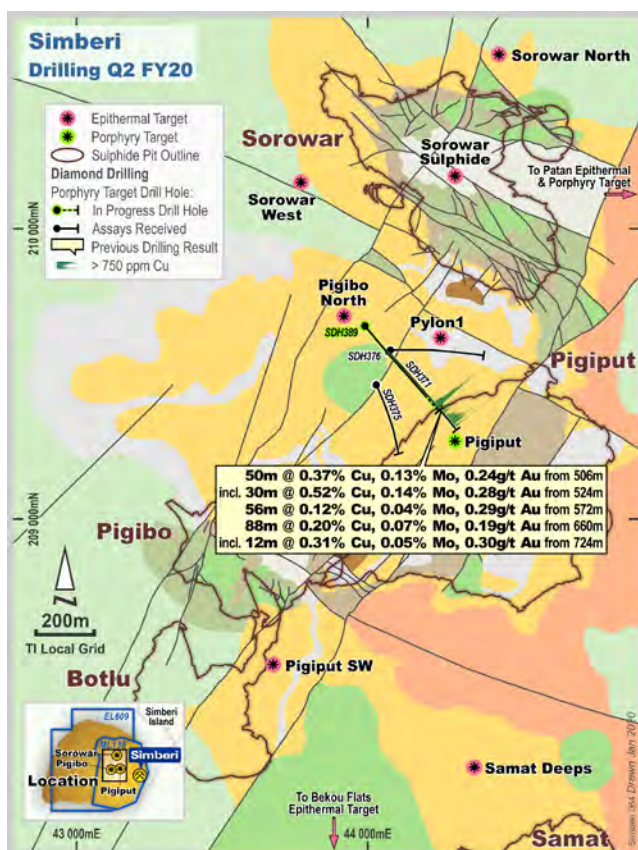 Simberi
Drilling Q2 FY20
Epithermal Target
Porphyry Target
Sulphide Pit Outline
Diamond Drilling
Porphyry Target Drill Hole:
In Progress Drill Hole
Assays Received
Previous Drilling Result
> 750 ppm Cu
Sorowar North
Sorowar
Sorowar
Sulphide
To Patan Epithermal
& Porphyry Target
Sorowar
West
210 000mN
Pigibo
North
SDH389
Pylon1
SDH376
SDH371
Pigiput
SDH375
Pigiput
50m @ 0.37% Cu, 0.13% Mo, 0.24g/t Au from 506m
incl. 30m @ 0.52% Cu, 0.14% Mo, 0.28g/t Au from 524m
56m @ 0.12% Cu, 0.04% Mo, 0.29g/t Au from 572m
88m @ 0.20% Cu, 0.07% Mo, 0.19g/t Au from 660m
incl. 12m @ 0.31% Cu, 0.05% Mo, 0.30g/t Au from 724m
209 000mN
Pigibo
N
200m
TI Local Grid
Botlu
Pigiput SW
EL609
Simberi
Island
Sorowar
Simberi
Pigibo
Location
Pigiput
Samat Deeps
To Bekou Flats
Epithermal Target
Samat
43 000mE
44 000mE
Drawn Jan 2020